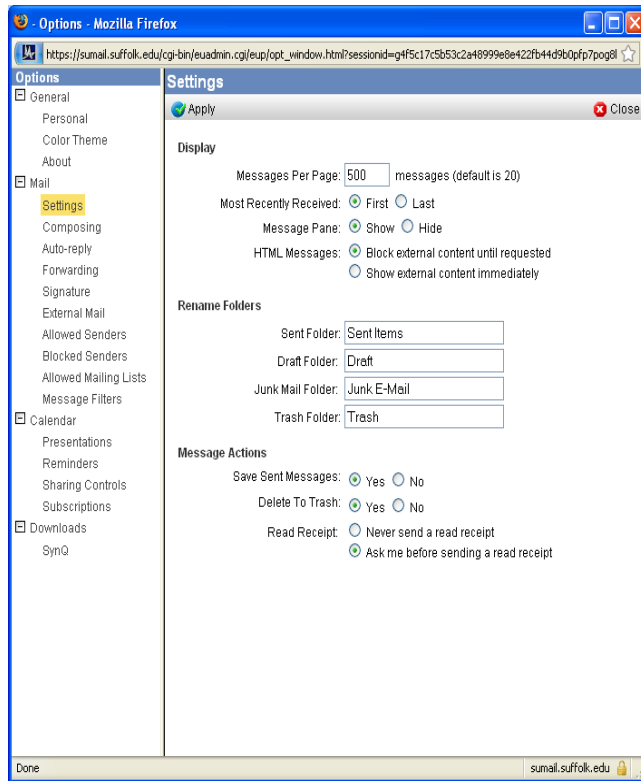 - Options - Mozilla Firefox
https://sumail.suffolk.edu/cgi-bin/euadmin.cgi/eup/opt_window.html?sessionid=g4f5c17c5b53c2a48999e8e422fb44d9b0pfp7pog8l
Options
General
Personal
Color Theme
About
Mail
Settings
Composing
Auto-reply
Forwarding
Signature
External Mail
Allowed Senders
Blocked Senders
Allowed Mailing Lists
Message Filters
Calendar
Presentations
Reminders
Sharing Controls
Subscriptions
Downloads
SynQ
Settings
Apply
Close
Display
Messages Per Page: 500 messages (default is 20)
Most Recently Received: First Last
Message Pane: Show Hide
HTML Messages: Block external content until requested
Show external content immediately
Rename Folders
Sent Folder: Sent Items
Draft Folder: Draft
Junk Mail Folder: Junk E-Mail
Trash Folder: Trash
Message Actions
Save Sent Messages: Yes No
Delete To Trash: Yes No
Read Receipt: Never send a read receipt
Ask me before sending a read receipt
Done
sumail.suffolk.edu